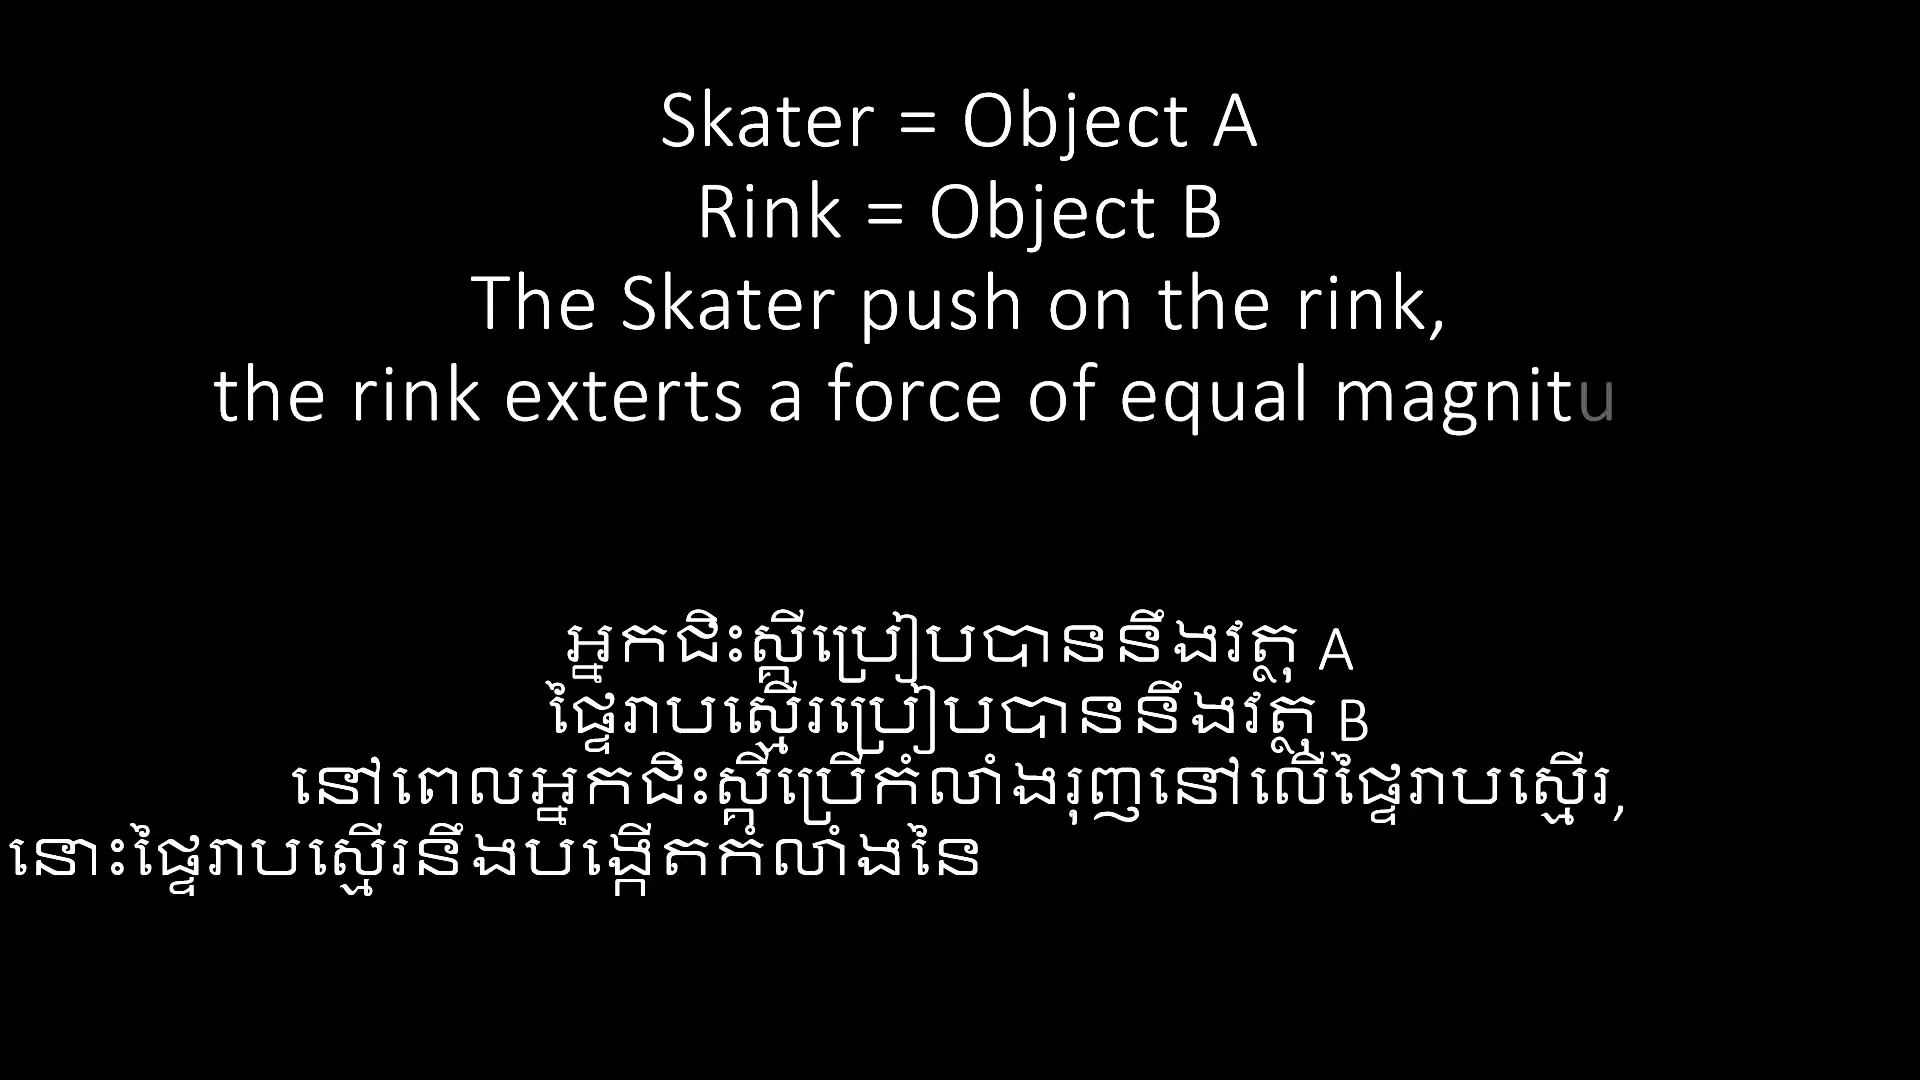 Skater = Object A
Rink = Object B
The Skater push on the rink,
the rink exterts a force of equal magnitu
អ្នកជិះស្គីប្រៀបបាននឹងវត្ថុ A
ផ្ទៃរាបស្មើរប្រៀបបាននឹងវត្ថុ B
នៅពេលអ្នកជិះស្គីប្រើកំលាំងរុញនៅលើផ្ទៃរាបស្មើរ,
នោះផ្ទៃរាបស្មើរនឹងបង្កើតកំលាំងនៃ